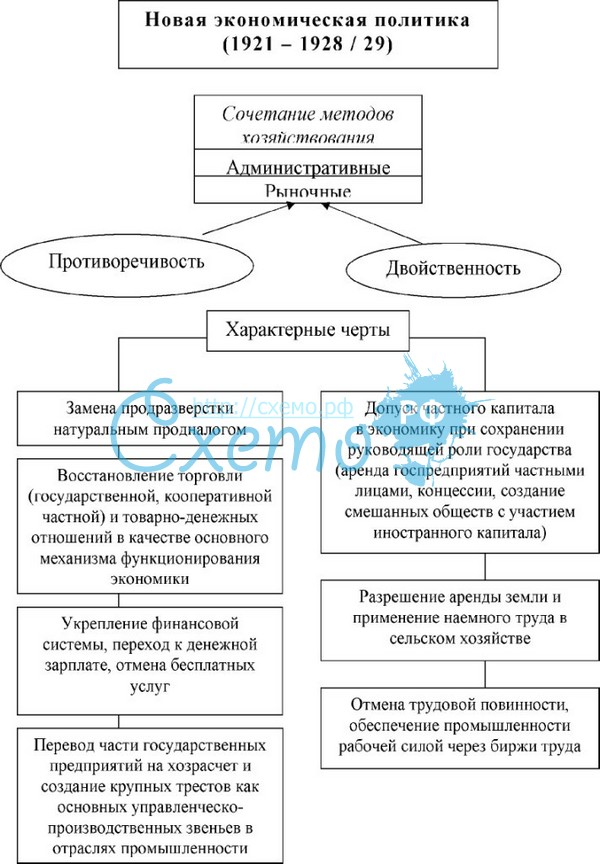 Новая экономическая политика
(1921 – 1928 / 29)
Сочетание методов
хозяйствования
Административные
Рыночные
Противоречивость
Двойственность
Характерные черты
Замена продразверстки
натуральным продналогом
Восстановление торговли
(государственной, кооперативной
частной) и товарно-денежных
отношений в качестве основного
механизма функционирования
экономики
Укрепление финансовой
системы, переход к денежной
зарплате, отмена бесплатных
услуг
Перевод части государственных
предприятий на хозрасчет и
создание крупных трестов как
основных управленческо-
производственных звеньев в
отраслях промышленности
Допуск частного капитала
в экономику при сохранении
руководящей роли государства
(аренда госпредприятий частными
лицами, концессии, создание
смешанных обществ с участием
иностранного капитала)
Разрешение аренды земли и
применение наемного труда в
сельском хозяйстве
Отмена трудовой повинности,
обеспечение промышленности
рабочей силой через биржи труда
http://схемо.рф
Схемо
РФ